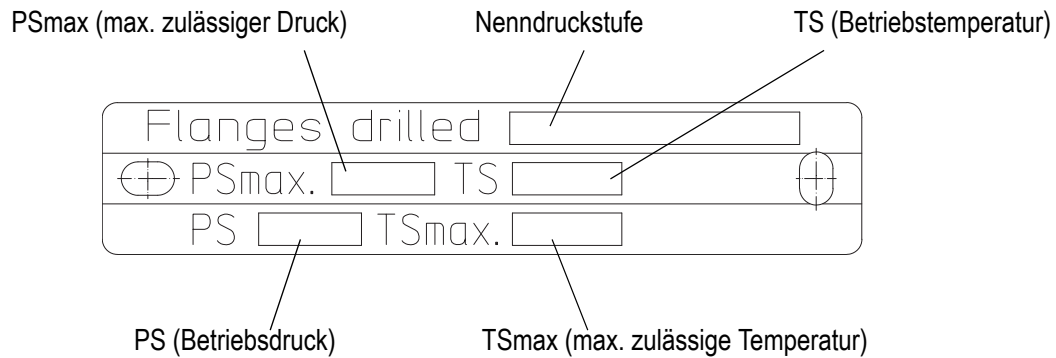 PSmax (max. zulässiger Druck) Nenndruckstufe TS (Betriebstemperatur)
Flanges drilled
PSmax. TS
PS TSmax.
PS (Betriebsdruck) TSmax (max. zulässige Temperatur)